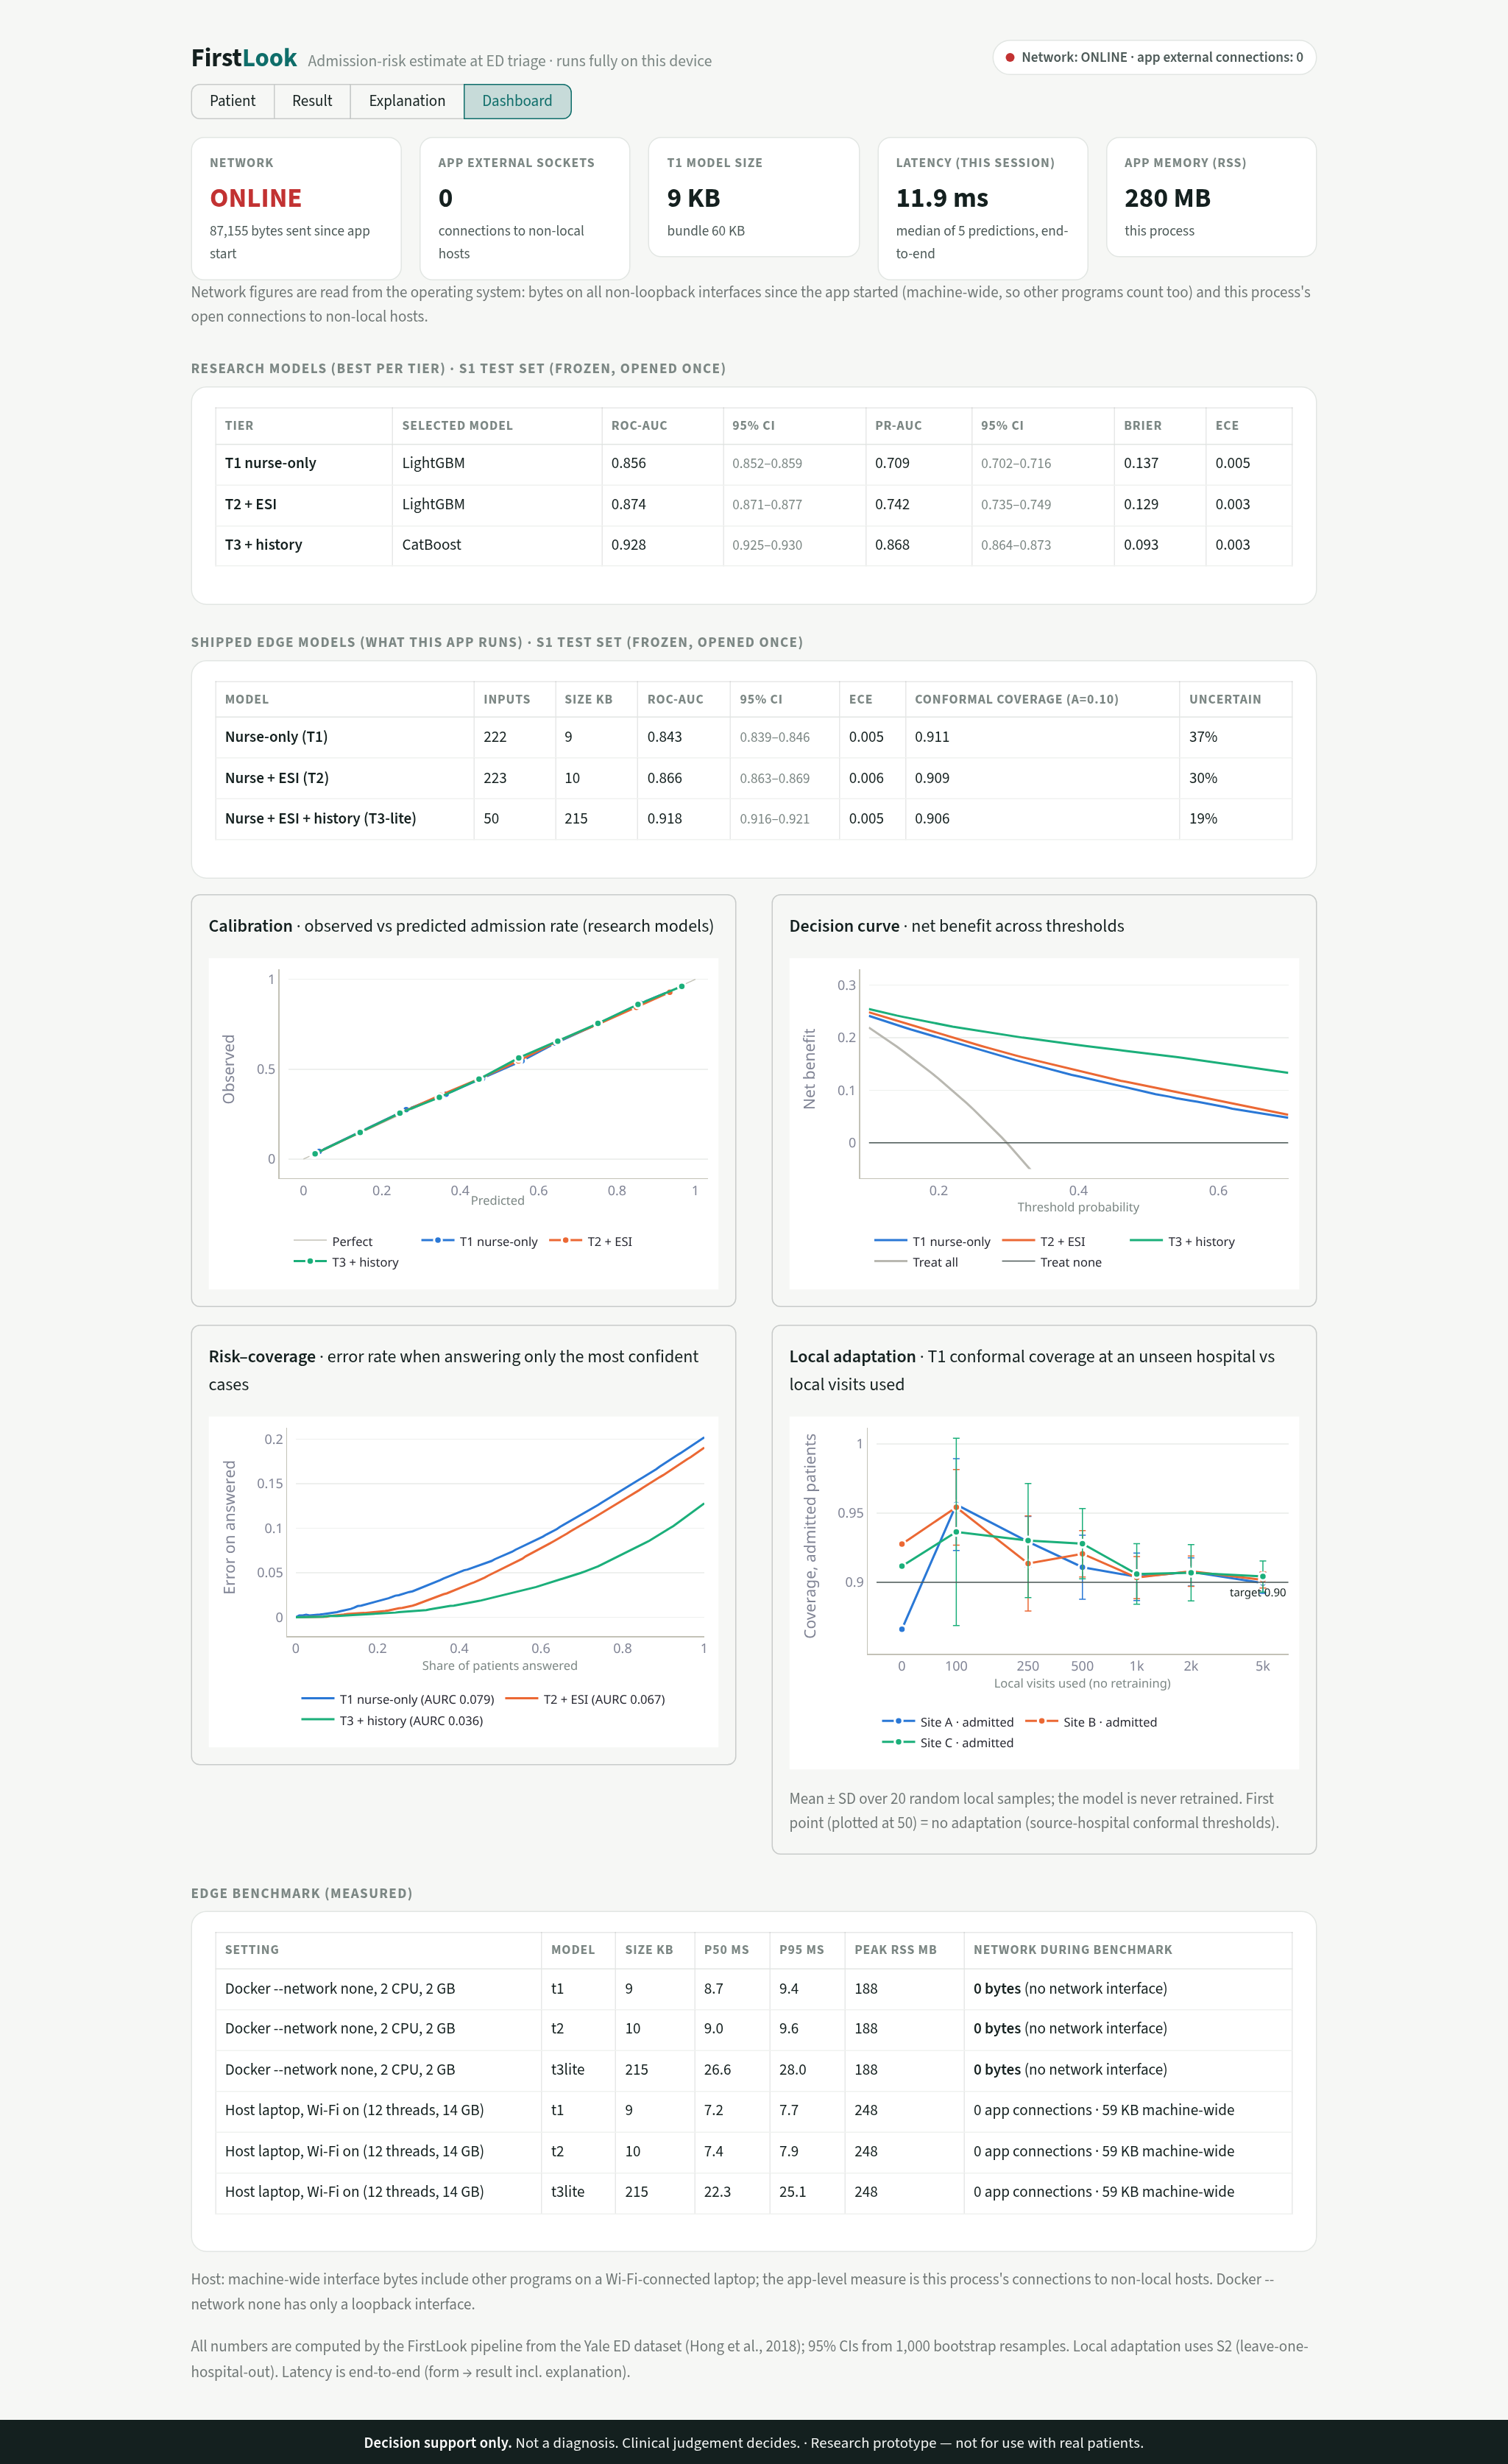 FirstLook Admission-risk estimate at ED triage · runs fully on this device
Network: ONLINE · app external connections: 0
Patient Result Explanation Dashboard
NETWORK
ONLINE
87,155 bytes sent since app
start
APP EXTERNAL SOCKETS
0
connections to non-local
hosts
T1 MODEL SIZE
9 KB
bundle 60 KB
LATENCY (THIS SESSION)
11.9 ms
median of 5 predictions, end-
to-end
APP MEMORY (RSS)
280 MB
this process
Network figures are read from the operating system: bytes on all non-loopback interfaces since the app started (machine-wide, so other programs count too) and this process's
open connections to non-local hosts.
RESEARCH MODELS (BEST PER TIER) · S1 TEST SET (FROZEN, OPENED ONCE)
TIER SELECTED MODEL ROC-AUC 95% CI PR-AUC 95% CI BRIER ECE
T1 nurse-only LightGBM 0.856 0.852–0.859 0.709 0.702–0.716 0.137 0.005
T2 + ESI LightGBM 0.874 0.871–0.877 0.742 0.735–0.749 0.129 0.003
T3 + history CatBoost 0.928 0.925–0.930 0.868 0.864–0.873 0.093 0.003
SHIPPED EDGE MODELS (WHAT THIS APP RUNS) · S1 TEST SET (FROZEN, OPENED ONCE)
MODEL INPUTS SIZE KB ROC-AUC 95% CI ECE CONFORMAL COVERAGE (A=0.10) UNCERTAIN
Nurse-only (T1) 222 9 0.843 0.839–0.846 0.005 0.911 37%
Nurse + ESI (T2) 223 10 0.866 0.863–0.869 0.006 0.909 30%
Nurse + ESI + history (T3-lite) 50 215 0.918 0.916–0.921 0.005 0.906 19%
Calibration · observed vs predicted admission rate (research models)
Observed
1
0.5
0
0 0.2 0.4 0.6 0.8 1
Predicted
Perfect T1 nurse-only T2 + ESI
T3 + history
Decision curve · net benefit across thresholds
Net benefit
0.3
0.2
0.1
0
0.2 0.4 0.6
Threshold probability
T1 nurse-only T2 + ESI T3 + history
Treat all Treat none
Risk–coverage · error rate when answering only the most confident
cases
Error on answered
0.2
0.15
0.1
0.05
0
0 0.2 0.4 0.6 0.8 1
Share of patients answered
T1 nurse-only (AURC 0.079) T2 + ESI (AURC 0.067)
T3 + history (AURC 0.036)
Local adaptation · T1 conformal coverage at an unseen hospital vs
local visits used
Coverage, admitted patients
1
0.95
0.9
target 0.90
0 100 250 500 1k 2k 5k
Local visits used (no retraining)
Site A · admitted Site B · admitted
Site C · admitted
Mean ± SD over 20 random local samples; the model is never retrained. First
point (plotted at 50) = no adaptation (source-hospital conformal thresholds).
EDGE BENCHMARK (MEASURED)
SETTING MODEL SIZE KB P50 MS P95 MS PEAK RSS MB NETWORK DURING BENCHMARK
Docker --network none, 2 CPU, 2 GB t1 9 8.7 9.4 188 0 bytes (no network interface)
Docker --network none, 2 CPU, 2 GB t2 10 9.0 9.6 188 0 bytes (no network interface)
Docker --network none, 2 CPU, 2 GB t3lite 215 26.6 28.0 188 0 bytes (no network interface)
Host laptop, Wi-Fi on (12 threads, 14 GB) t1 9 7.2 7.7 248 0 app connections · 59 KB machine-wide
Host laptop, Wi-Fi on (12 threads, 14 GB) t2 10 7.4 7.9 248 0 app connections · 59 KB machine-wide
Host laptop, Wi-Fi on (12 threads, 14 GB) t3lite 215 22.3 25.1 248 0 app connections · 59 KB machine-wide
Host: machine-wide interface bytes include other programs on a Wi-Fi-connected laptop; the app-level measure is this process's connections to non-local hosts. Docker --
network none has only a loopback interface.
All numbers are computed by the FirstLook pipeline from the Yale ED dataset (Hong et al., 2018); 95% CIs from 1,000 bootstrap resamples. Local adaptation uses S2 (leave-one-
hospital-out). Latency is end-to-end (form → result incl. explanation).
Decision support only. Not a diagnosis. Clinical judgement decides. · Research prototype — not for use with real patients.